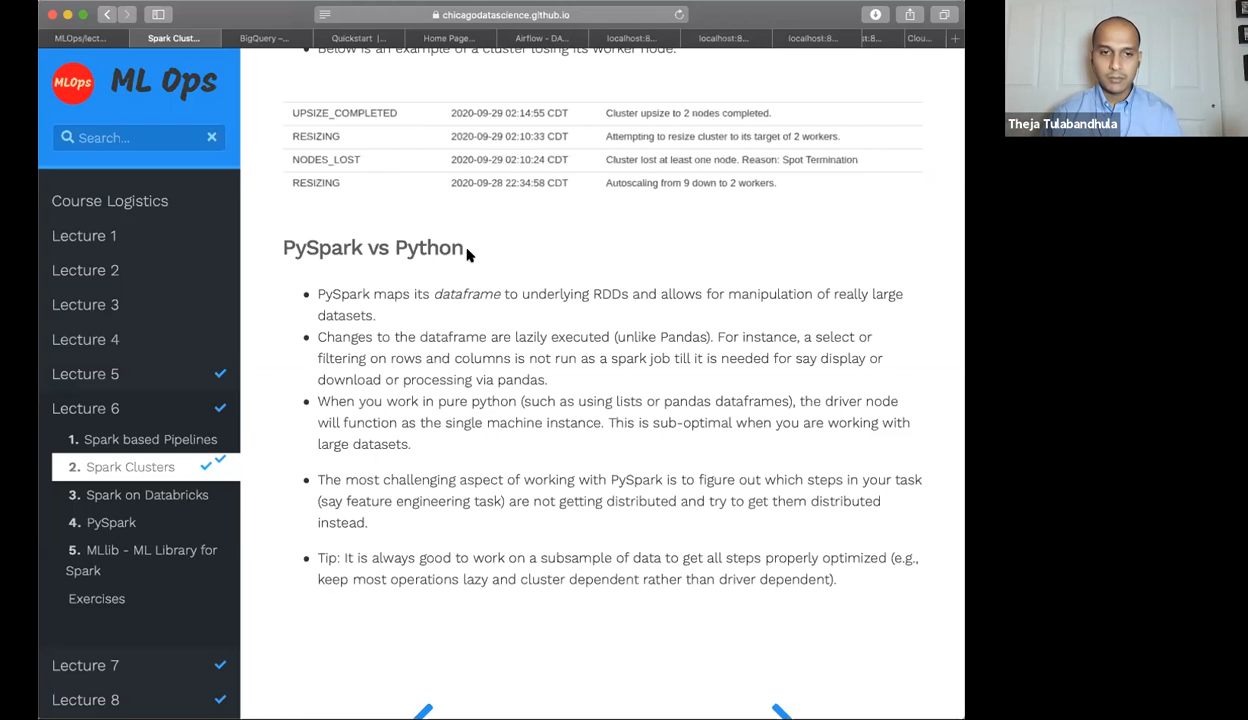 chicagodatascience.github.io
MLOps/lect...
Spark Clust...
BigQuery –...
Quickstart |...
Home Page...
Airflow - DA...
localhost:8...
localhost:8...
localhost:8...
st:8...
Clou...
MLOps
ML Ops
Search...
Course Logistics
Lecture 1
Lecture 2
Lecture 3
Lecture 4
Lecture 5
Lecture 6
1. Spark based Pipelines
2. Spark Clusters
3. Spark on Databricks
4. PySpark
5. MLlib - ML Library for
Spark
Exercises
Lecture 7
Lecture 8
Below is an example of a cluster losing its worker node.
UPSIZE_COMPLETED 2020-09-29 02:14:55 CDT Cluster upsize to 2 nodes completed.
RESIZING 2020-09-29 02:10:33 CDT Attempting to resize cluster to its target of 2 workers.
NODES_LOST 2020-09-29 02:10:24 CDT Cluster lost at least one node. Reason: Spot Termination
RESIZING 2020-09-28 22:34:58 CDT Autoscaling from 9 down to 2 workers.
PySpark vs Python
• PySpark maps its dataframe to underlying RDDs and allows for manipulation of really large
datasets.
• Changes to the dataframe are lazily executed (unlike Pandas). For instance, a select or
filtering on rows and columns is not run as a spark job till it is needed for say display or
download or processing via pandas.
• When you work in pure python (such as using lists or pandas dataframes), the driver node
will function as the single machine instance. This is sub-optimal when you are working with
large datasets.
• The most challenging aspect of working with PySpark is to figure out which steps in your task
(say feature engineering task) are not getting distributed and try to get them distributed
instead.
• Tip: It is always good to work on a subsample of data to get all steps properly optimized (e.g.,
keep most operations lazy and cluster dependent rather than driver dependent).
Theja Tulabandhula